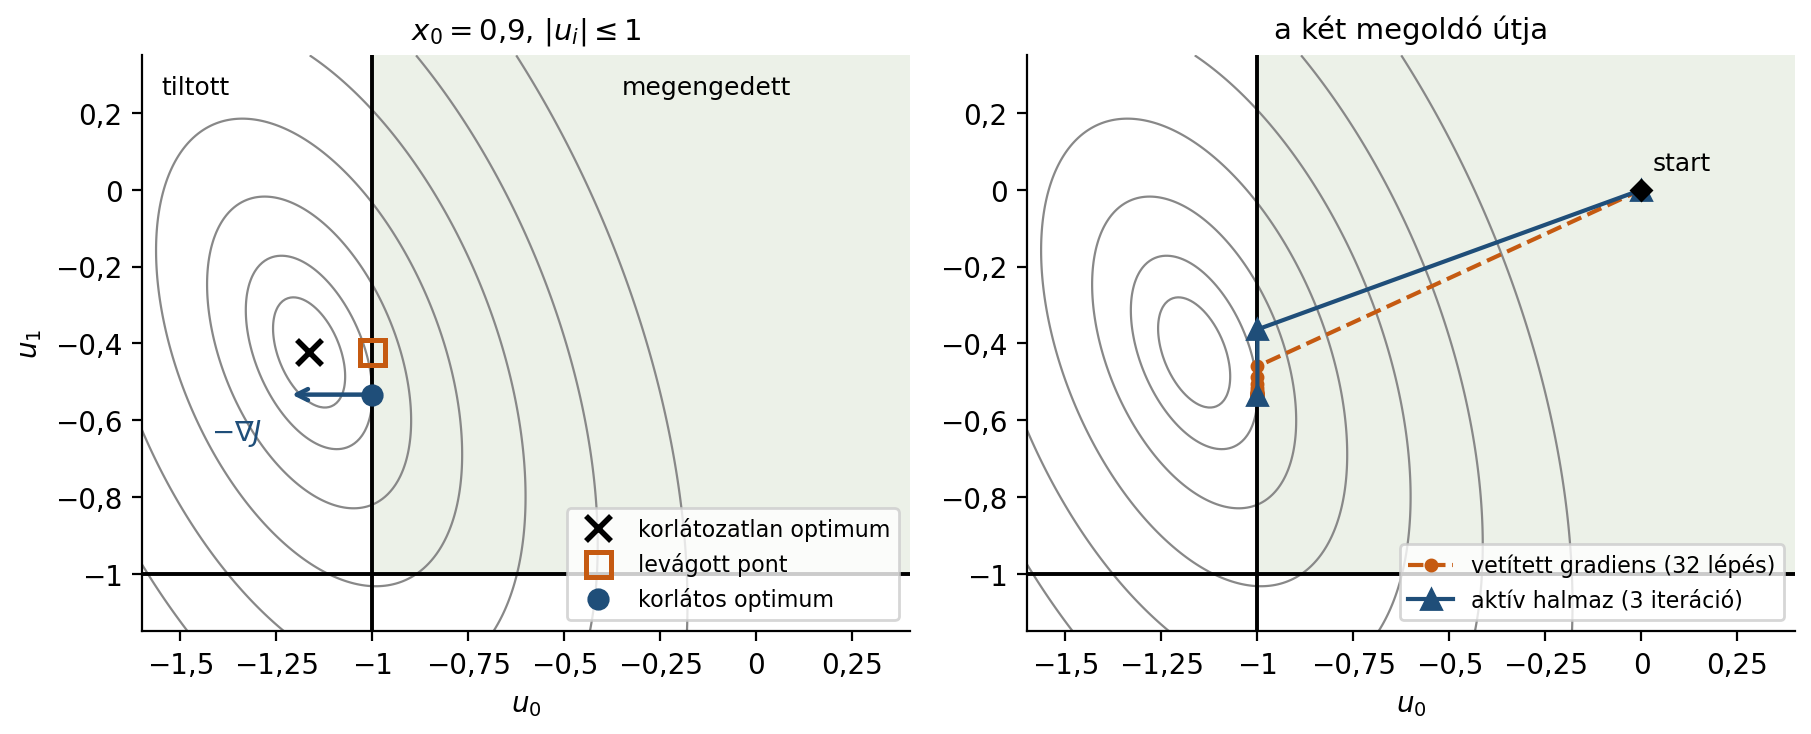 x₀ = 0,9, |uᵢ| ≤ 1
tiltott
megengedett
0,2
0
−0,2
−0,4
−0,6
−0,8
−1
u₁
−∇J
korlátozatlan optimum
levágott pont
korlátos optimum
−1,5 −1,25 −1 −0,75 −0,5 −0,25 0 0,25
u₀
a két megoldó útja
start
0,2
0
−0,2
−0,4
−0,6
−0,8
−1
vetített gradiens (32 lépés)
aktív halmaz (3 iteráció)
−1,5 −1,25 −1 −0,75 −0,5 −0,25 0 0,25
u₀